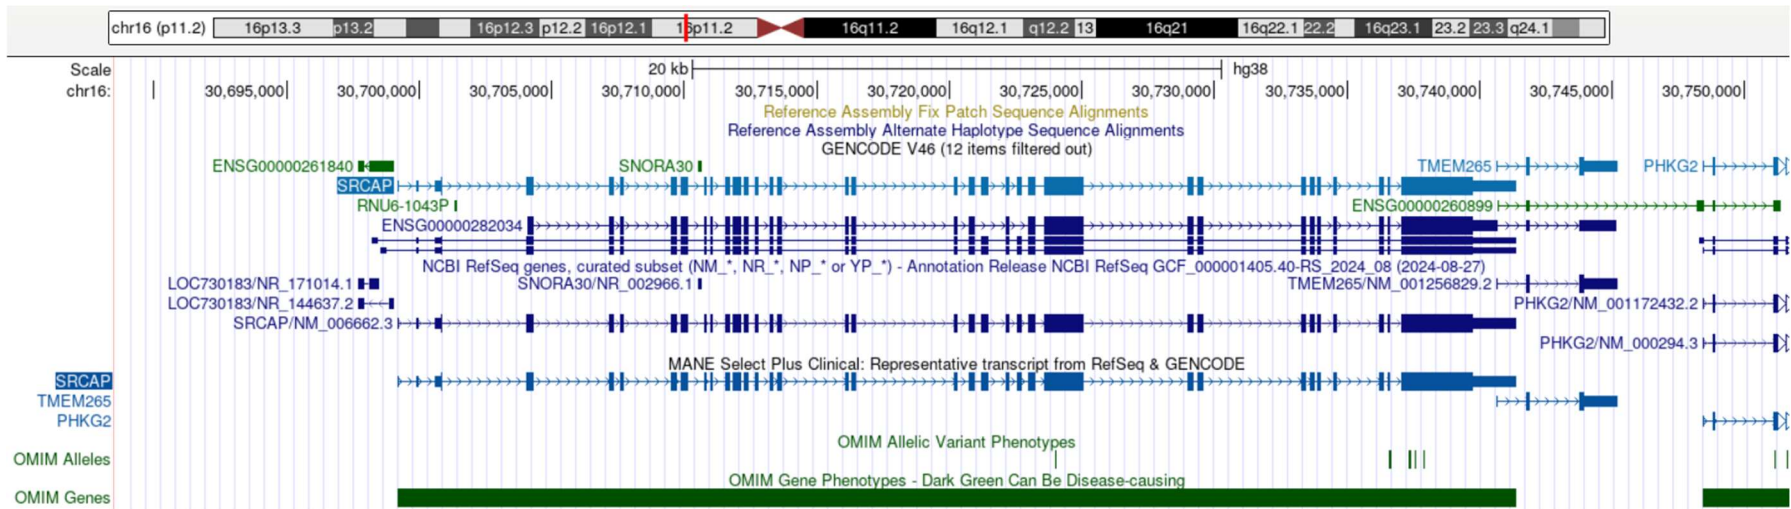 chr16 (p11.2) 16p13.3 p13.2 16p12.3 p12.2 16p12.1 16p11.2 16q11.2 16q12.1 q12.2 13 16q21 16q22.1 22.2 16q23.1 23.2 23.3 q24.1
Scale 20 kb hg38
chr16: 30,695,000 30,700,000 30,705,000 30,710,000 30,715,000 30,720,000 30,725,000 30,730,000 30,735,000 30,740,000 30,745,000 30,750,000
Reference Assembly Fix Patch Sequence Alignments
Reference Assembly Alternate Haplotype Sequence Alignments
GENCODE V46 (12 items filtered out)
ENSG00000261840 SNORA30 TMEM265 PHKG2
SRCAP
RNU6-1043P ENSG00000260899
ENSG00000282034
NCBI RefSeq genes, curated subset (NM_*, NR_*, NP_* or YP_*) - Annotation Release NCBI RefSeq GCF_000001405.40-RS_2024_08 (2024-08-27)
LOC730183/NR_171014.1 SNORA30/NR_002966.1 TMEM265/NM_001256829.2
LOC730183/NR_144637.2 PHKG2/NM_001172432.2
SRCAP/NM_006662.3
PHKG2/NM_000294.3
MANE Select Plus Clinical: Representative transcript from RefSeq & GENCODE
SRCAP
TMEM265
PHKG2
OMIM Allelic Variant Phenotypes
OMIM Alleles
OMIM Gene Phenotypes - Dark Green Can Be Disease-causing
OMIM Genes